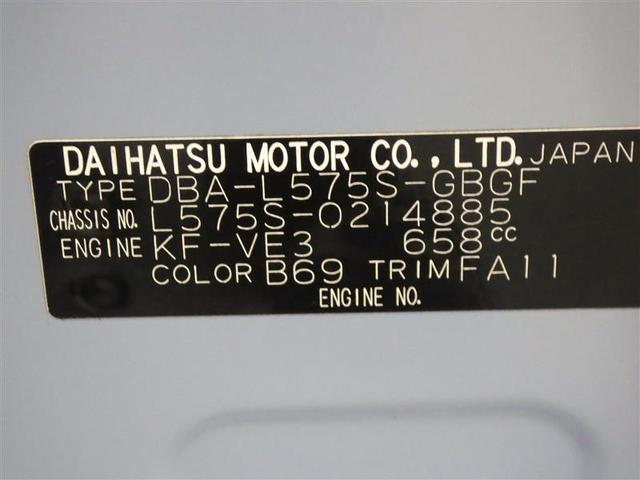 DAIHATSU MOTOR CO., LTD. JAPAN
TYPE DBA-L575S-GBGF
CHASSIS NO. L575S-0214885
ENGINE KF-VE3 658cc
COLOR B69 TRIM FA11
ENGINE NO.